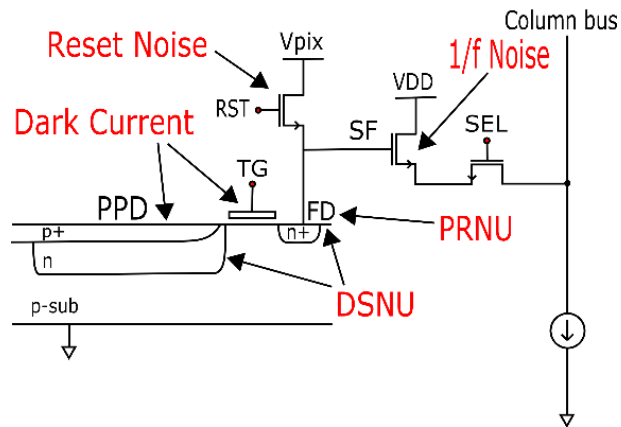 Column bus
Reset Noise
Vpix
1/f Noise
VDD
RST
SF
SEL
Dark Current
TG
PPD
FD
PRNU
p+
n+
n
DSNU
p-sub